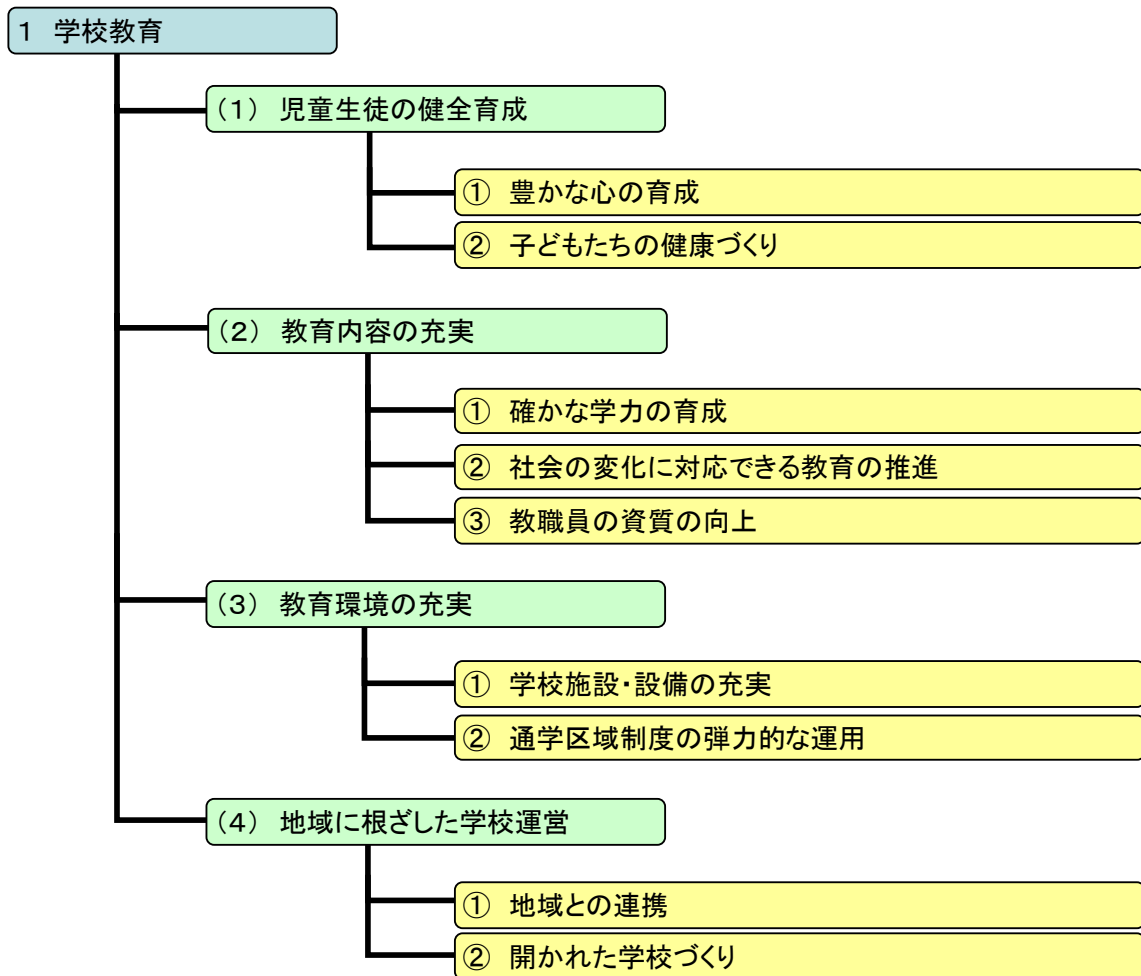 1 学校教育
(1) 児童生徒の健全育成
① 豊かな心の育成
② 子どもたちの健康づくり
(2) 教育内容の充実
① 確かな学力の育成
② 社会の変化に対応できる教育の推進
③ 教職員の資質の向上
(3) 教育環境の充実
① 学校施設・設備の充実
② 通学区域制度の弾力的な運用
(4) 地域に根ざした学校運営
① 地域との連携
② 開かれた学校づくり